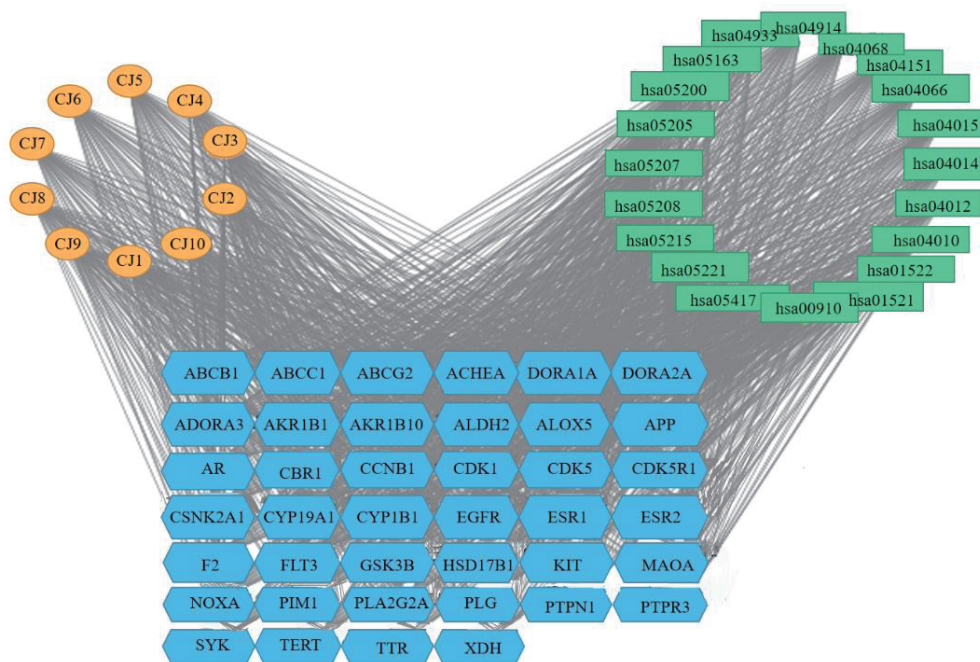 CJ1
CJ2
CJ3
CJ4
CJ5
CJ6
CJ7
CJ8
CJ9
CJ10
hsa04914
hsa04068
hsa04151
hsa04066
hsa04015
hsa04014
hsa04012
hsa04010
hsa01522
hsa01521
hsa00910
hsa05417
hsa05221
hsa05215
hsa05208
hsa05207
hsa05205
hsa05200
hsa05163
hsa04933
ABCB1 ABCC1 ABCG2 ACHEA DORA1A DORA2A
ADORA3 AKR1B1 AKR1B10 ALDH2 ALOX5 APP
AR CBR1 CCNB1 CDK1 CDK5 CDK5R1
CSNK2A1 CYP19A1 CYP1B1 EGFR ESR1 ESR2
F2 FLT3 GSK3B HSD17B1 KIT MAOA
NOXA PIM1 PLA2G2A PLG PTPN1 PTPR3
SYK TERT TTR XDH